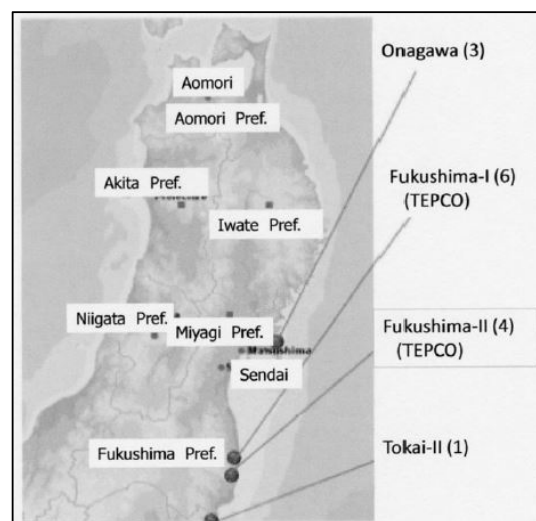 Onagawa (3)
Aomori
Aomori Pref.
Akita Pref.
Fukushima-I (6)
(TEPCO)
Iwate Pref.
Niigata Pref.
Miyagi Pref.
Fukushima-II (4)
(TEPCO)
Sendai
Fukushima Pref.
Tokai-II (1)